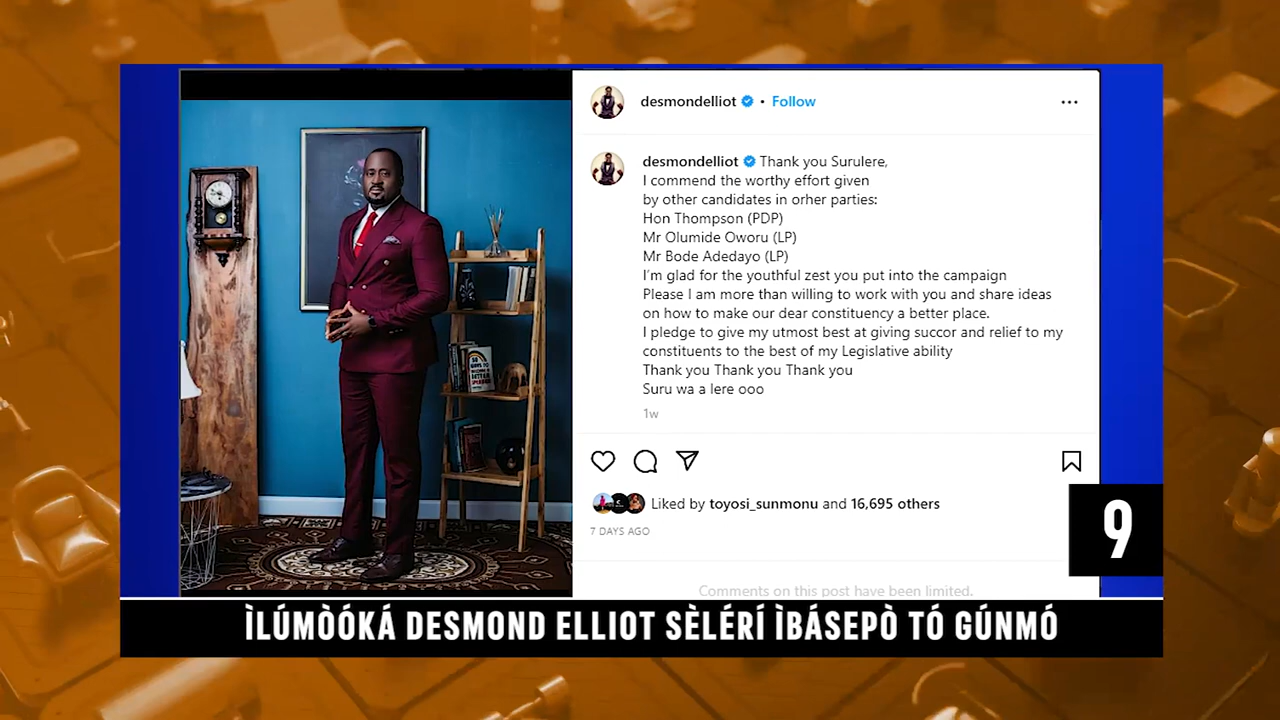 desmondelliot • Follow
desmondelliot Thank you Surulere,
I commend the worthy effort given
by other candidates in orher parties:
Hon Thompson (PDP)
Mr Olumide Oworu (LP)
Mr Bode Adedayo (LP)
I'm glad for the youthful zest you put into the campaign
Please I am more than willing to work with you and share ideas
on how to make our dear constituency a better place.
I pledge to give my utmost best at giving succor and relief to my
constituents to the best of my Legislative ability
Thank you Thank you Thank you
Suru wa a lere ooo
1w
Liked by toyosi_sunmonu and 16,695 others
7 DAYS AGO
Comments on this post have been limited.
9
ÌLÚMÒÓKÁ DESMOND ELLIOT SÈLÉRÍ ÌBÁSEPÒ TÓ GÚNMÓ